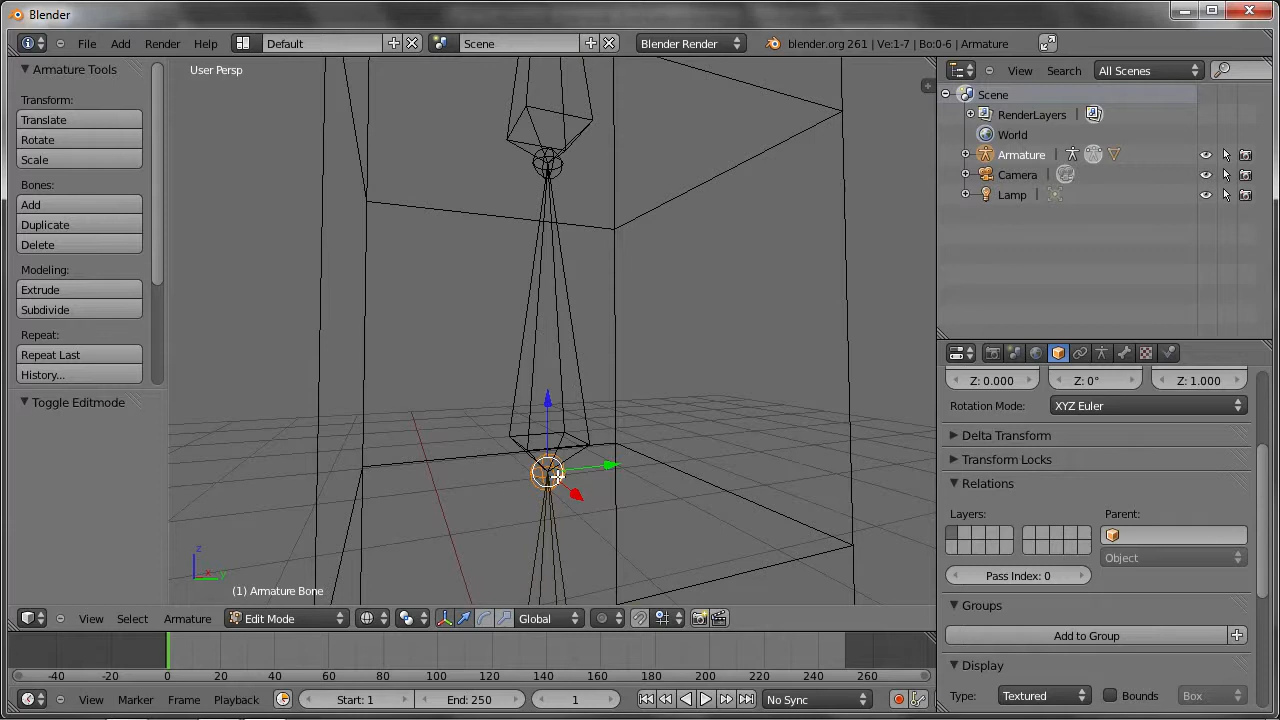 Blender
File Add Render Help Default Scene Blender Render blender.org 261 | Ve:1-7 | Bo:0-6 | Armature
Armature Tools
Transform:
Translate
Rotate
Scale
Bones:
Add
Duplicate
Delete
Modeling:
Extrude
Subdivide
Repeat:
Repeat Last
History...
Toggle Editmode
User Persp
z
x y
(1) Armature Bone
View Select Armature Edit Mode Global
View Search All Scenes
Scene
RenderLayers
World
Armature
Camera
Lamp
Z: 0.000 Z: 0° Z: 1.000
Rotation Mode: XYZ Euler
Delta Transform
Transform Locks
Relations
Layers: Parent:
Object
Pass Index: 0
Groups
Add to Group
Display
Type: Textured Bounds Box
-40 -20 0 20 40 60 80 100 120 140 160 180 200 220 240 260
View Marker Frame Playback Start: 1 End: 250 1 No Sync